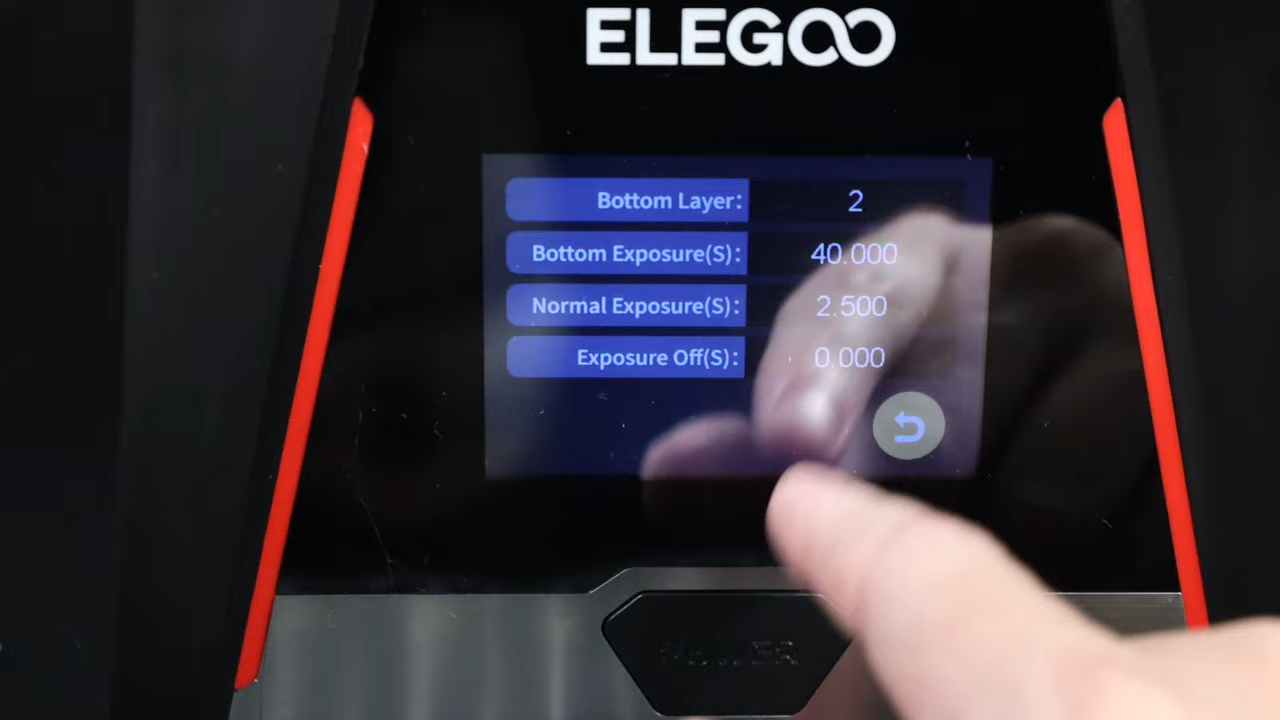 ELEGOO
Bottom Layer: 2
Bottom Exposure(S): 40.000
Normal Exposure(S): 2.500
Exposure Off(S): 0.000